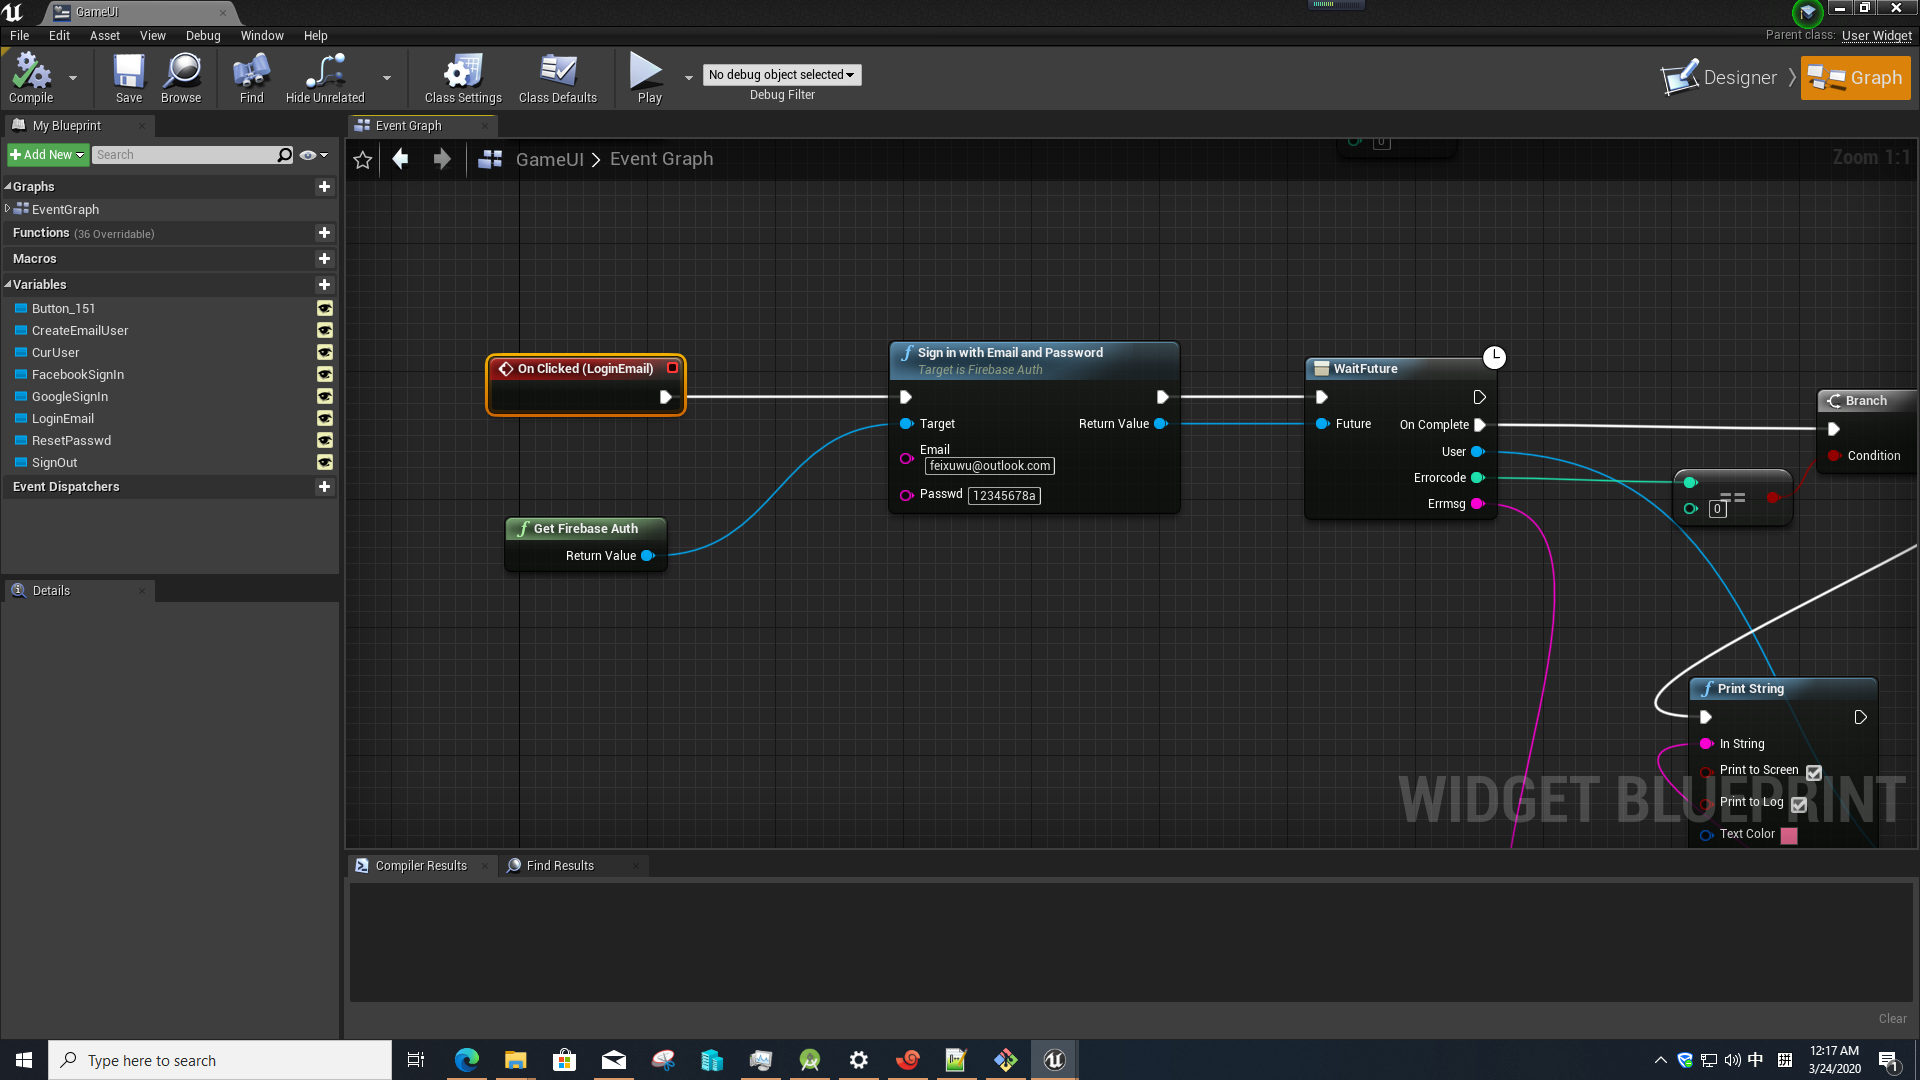 GameUI
File Edit Asset View Debug Window Help
Parent class: User Widget
Compile Save Browse Find Hide Unrelated Class Settings Class Defaults Play
No debug object selected
Debug Filter
Designer Graph
My Blueprint
Event Graph
Add New Search
GameUI > Event Graph
Zoom 1:1
0
Graphs
EventGraph
Functions (36 Overridable)
Macros
Variables
Button_151
CreateEmailUser
CurUser
FacebookSignIn
GoogleSignIn
LoginEmail
ResetPasswd
SignOut
Event Dispatchers
Details
On Clicked (LoginEmail)
Get Firebase Auth
Return Value
Sign in with Email and Password
Target is Firebase Auth
Target Return Value
Email
feixuwu@outlook.com
Passwd 12345678a
WaitFuture
Future On Complete
User
Errorcode
Errmsg
==
0
Branch
Condition
Print String
In String
Print to Screen
Print to Log
Text Color
WIDGET BLUEPRINT
Compiler Results
Find Results
Clear
Type here to search
中
拼
12:17 AM
3/24/2020
1